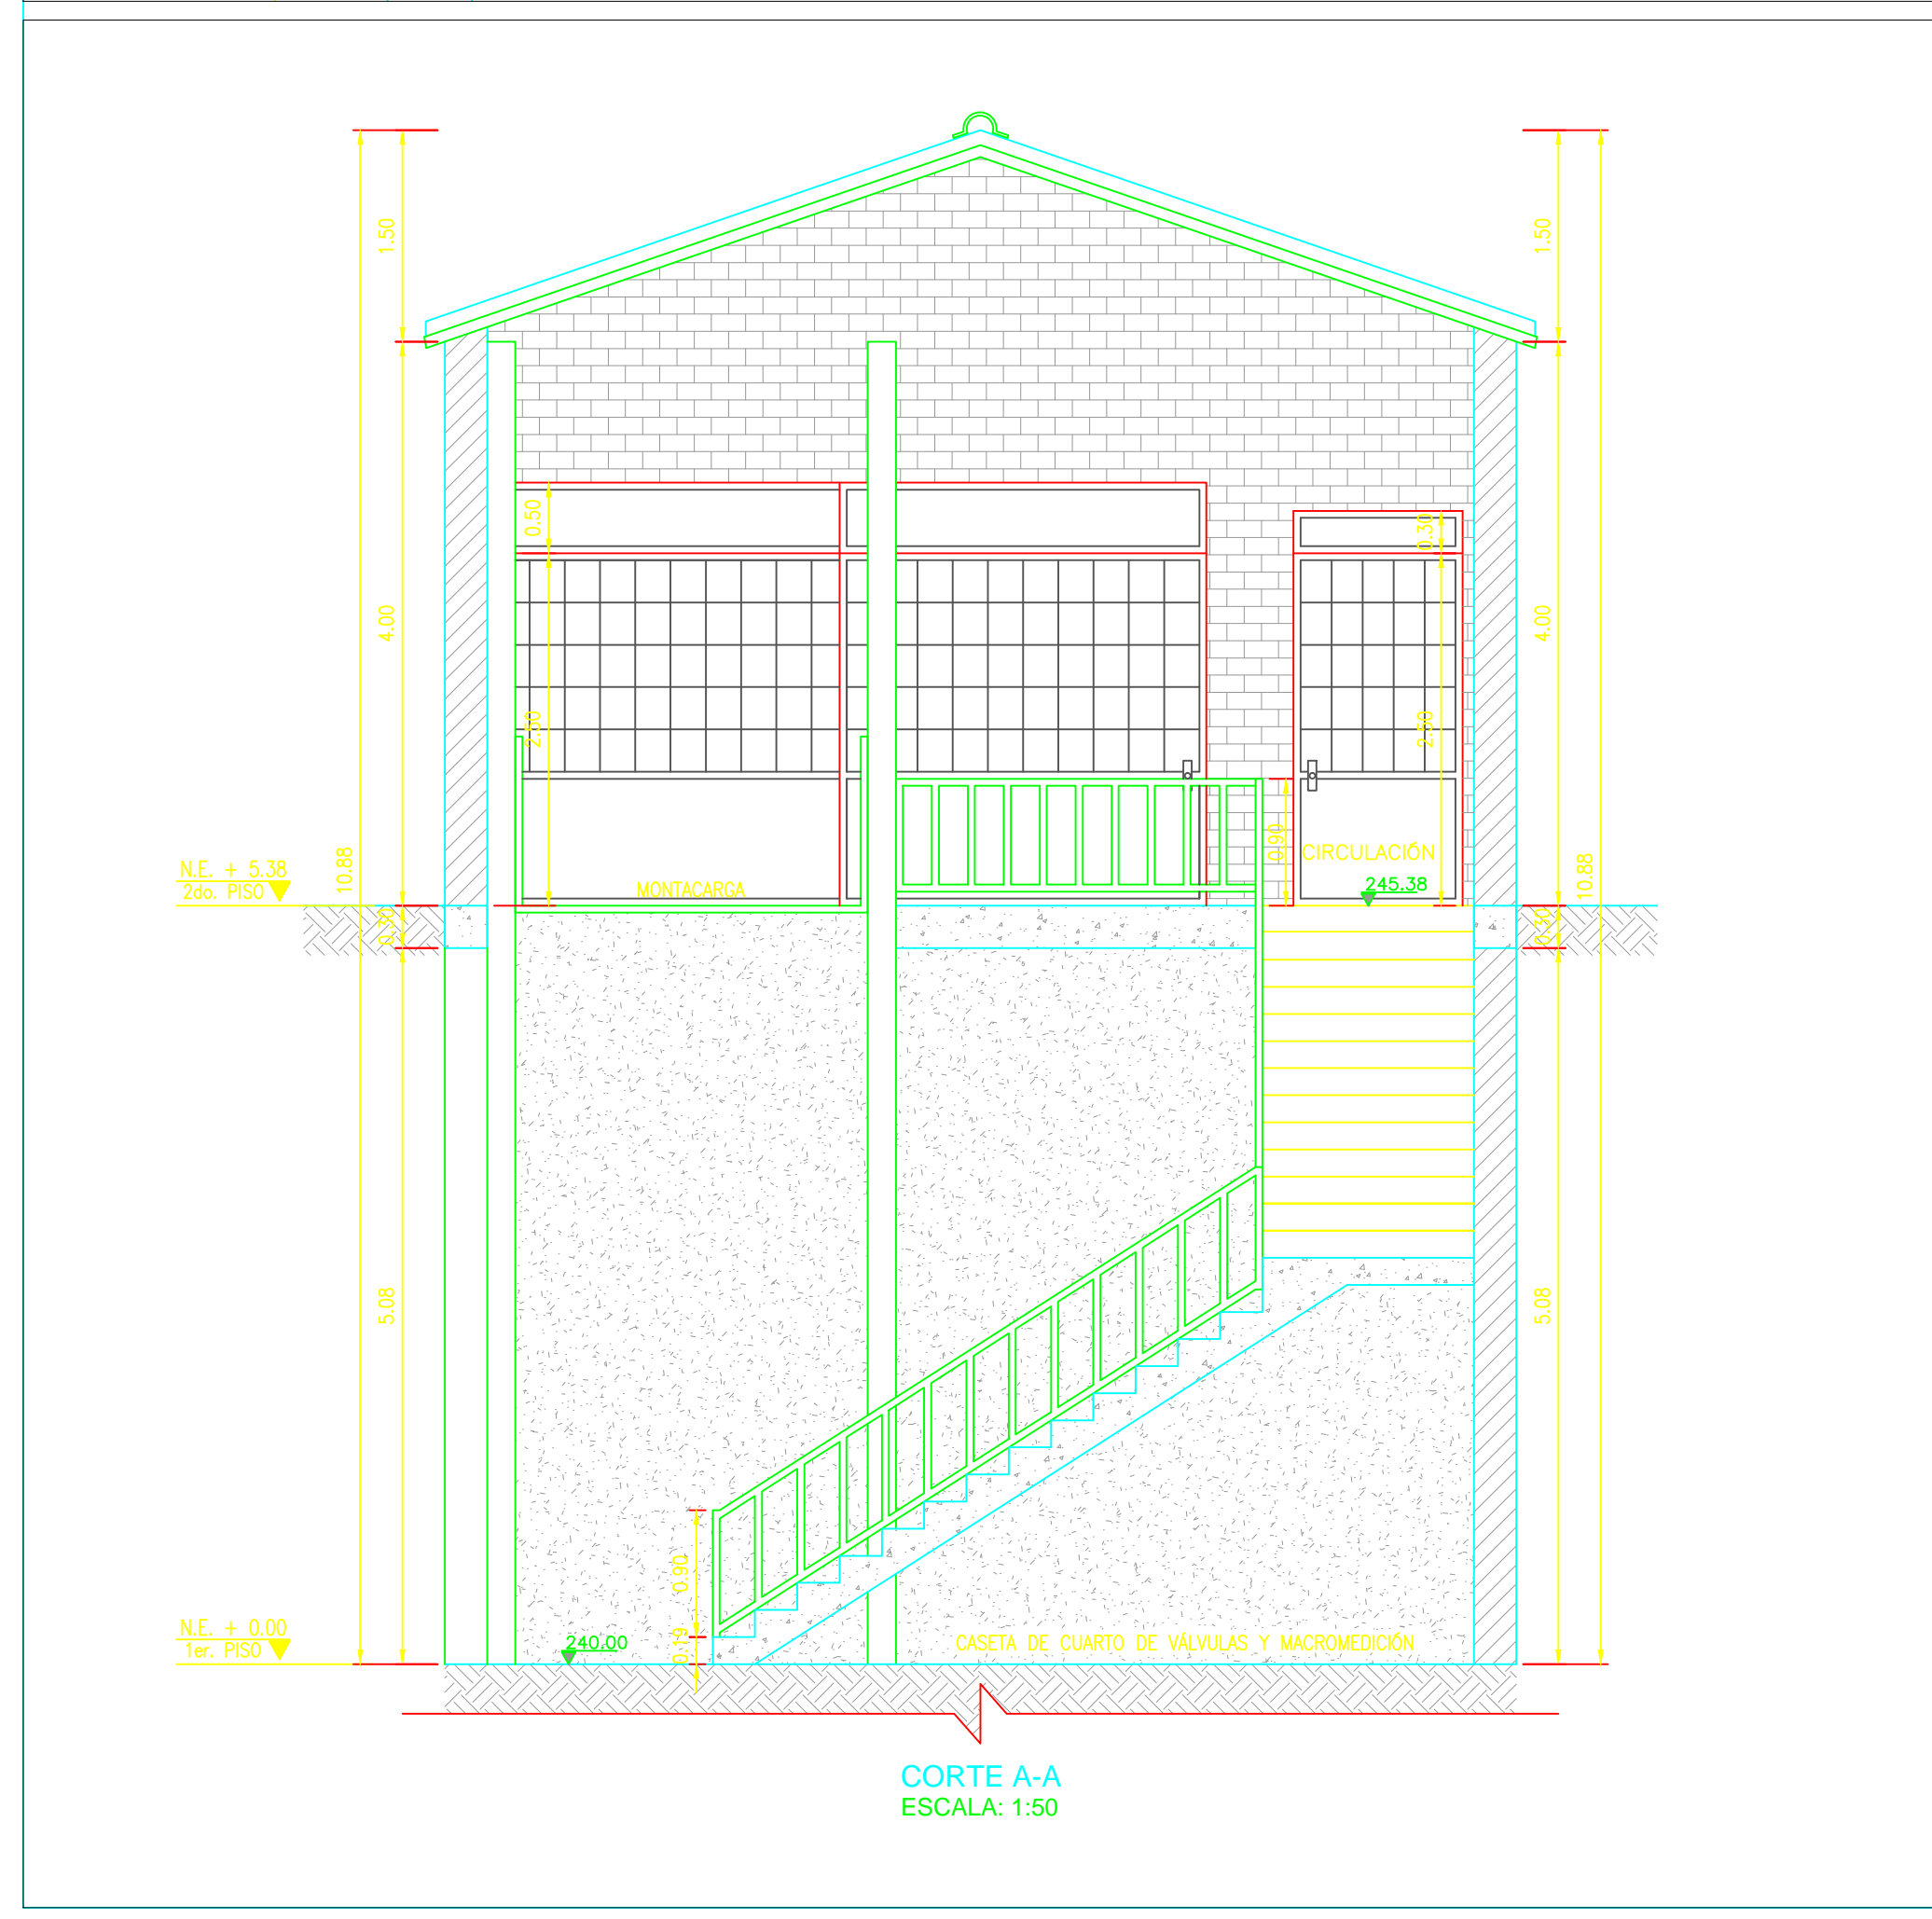 1.50
1.50
0.50
0.30
4.00
4.00
2.50
2.50
0.90
CIRCULACIÓN
245.38
N.E. + 5.38
2do. PISO
10.88
10.88
MONTACARGA
0.30
0.30
5.08
5.08
0.90
0.19
N.E. + 0.00
1er. PISO
240.00
CASETA DE CUARTO DE VÁLVULAS Y MACROMEDICIÓN
CORTE A-A
ESCALA: 1:50